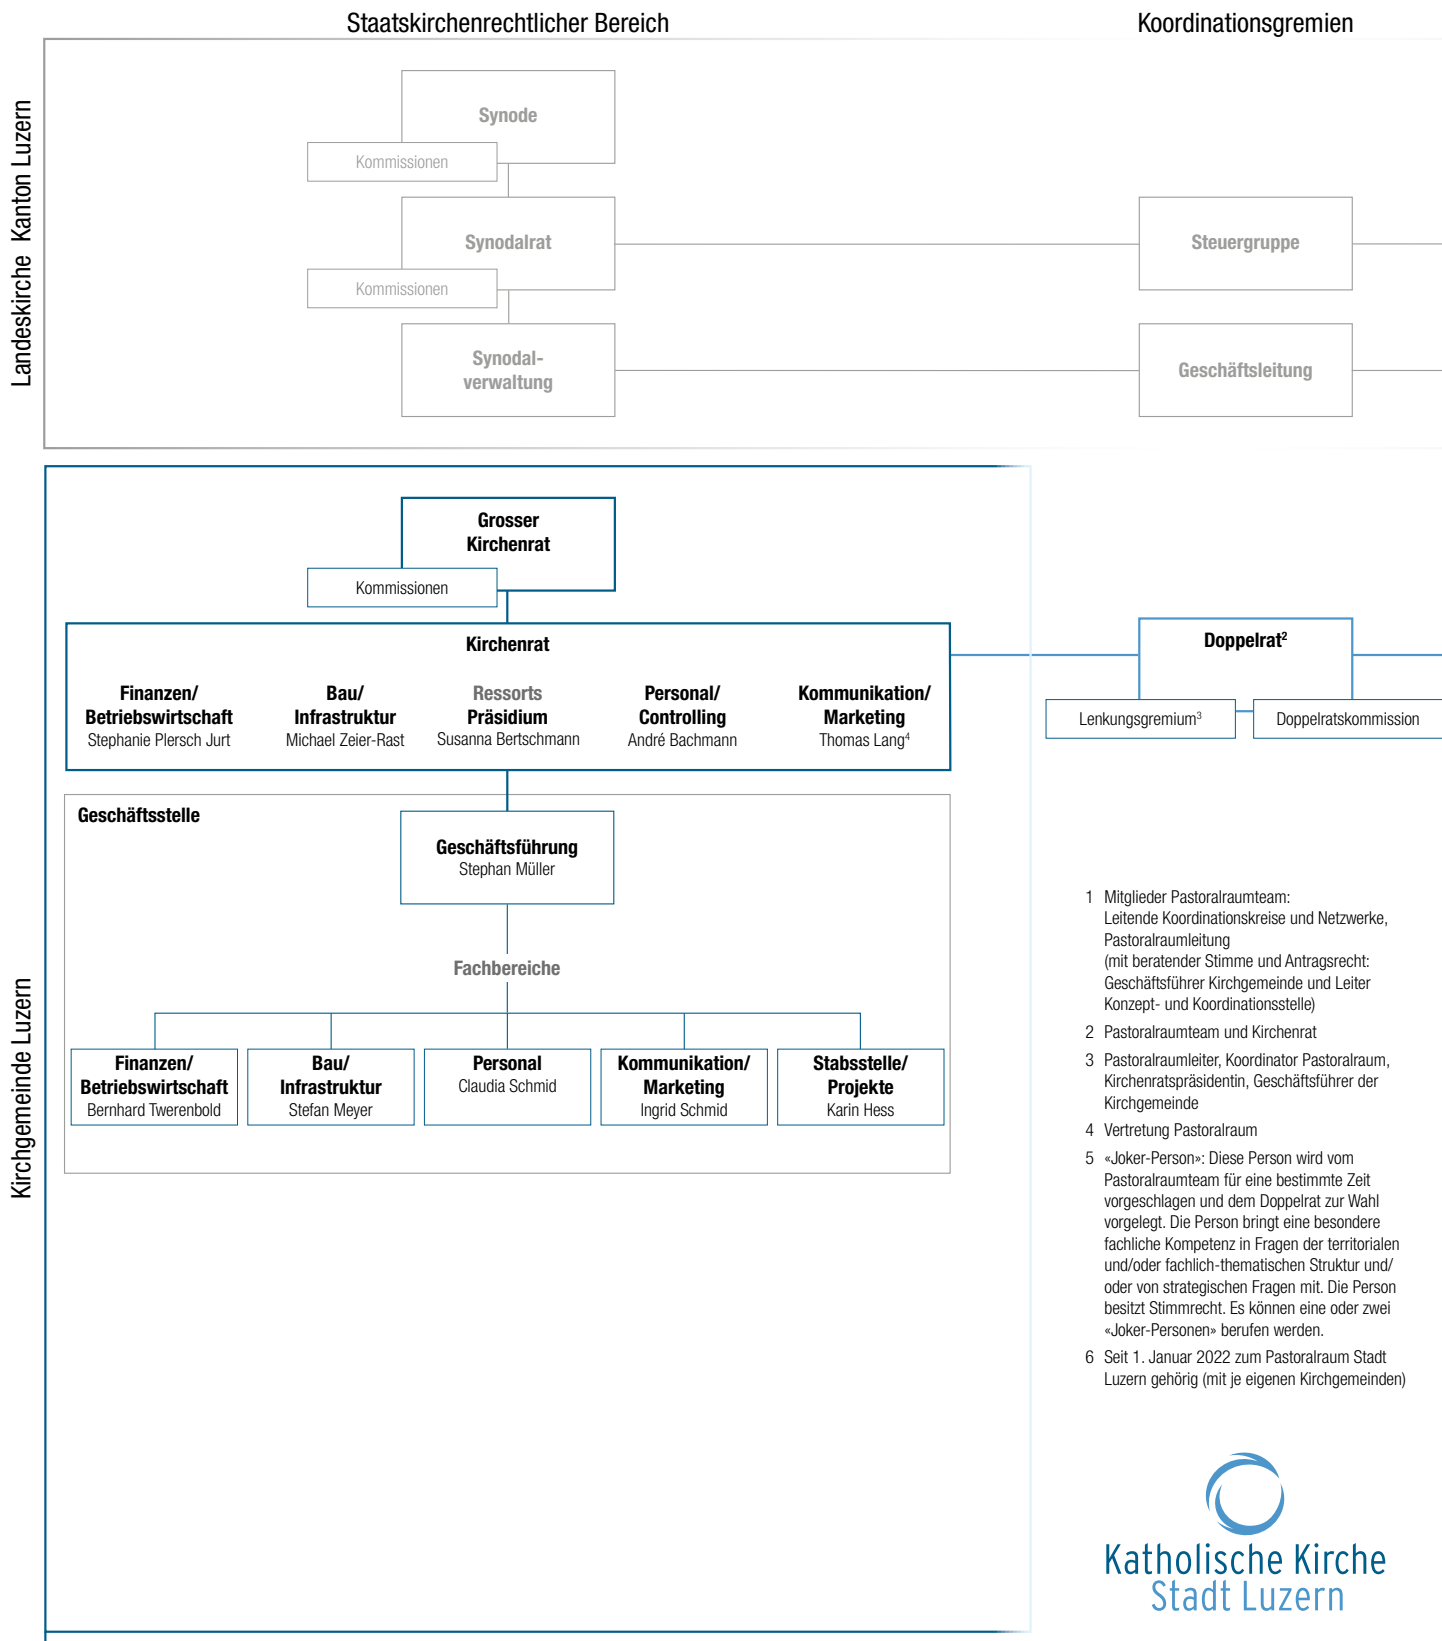 Staatskirchenrechtlicher Bereich
Koordinationsgremien
Landeskirche Kanton Luzern
Synode
Kommissionen
Synodalrat
Steuergruppe
Kommissionen
Synodal-
verwaltung
Geschäftsleitung
Kirchgemeinde Luzern
Grosser
Kirchenrat
Kommissionen
Kirchenrat
Finanzen/
Betriebswirtschaft
Stephanie Plersch Jurt
Bau/
Infrastruktur
Michael Zeier-Rast
Ressorts
Präsidium
Susanna Bertschmann
Personal/
Controlling
André Bachmann
Kommunikation/
Marketing
Thomas Lang⁴
Doppelrat²
Lenkungsgremium³
Doppelratskommission
Geschäftsstelle
Geschäftsführung
Stephan Müller
Fachbereiche
Finanzen/
Betriebswirtschaft
Bernhard Twerenbold
Bau/
Infrastruktur
Stefan Meyer
Personal
Claudia Schmid
Kommunikation/
Marketing
Ingrid Schmid
Stabsstelle/
Projekte
Karin Hess
1 Mitglieder Pastoralraumteam:
Leitende Koordinationskreise und Netzwerke,
Pastoralraumleitung
(mit beratender Stimme und Antragsrecht:
Geschäftsführer Kirchgemeinde und Leiter
Konzept- und Koordinationsstelle)
2 Pastoralraumteam und Kirchenrat
3 Pastoralraumleiter, Koordinator Pastoralraum,
Kirchenratspräsidentin, Geschäftsführer der
Kirchgemeinde
4 Vertretung Pastoralraum
5 «Joker-Person»: Diese Person wird vom
Pastoralraumteam für eine bestimmte Zeit
vorgeschlagen und dem Doppelrat zur Wahl
vorgelegt. Die Person bringt eine besondere
fachliche Kompetenz in Fragen der territorialen
und/oder fachlich-thematischen Struktur und/
oder von strategischen Fragen mit. Die Person
besitzt Stimmrecht. Es können eine oder zwei
«Joker-Personen» berufen werden.
6 Seit 1. Januar 2022 zum Pastoralraum Stadt
Luzern gehörig (mit je eigenen Kirchgemeinden)
Katholische Kirche
Stadt Luzern